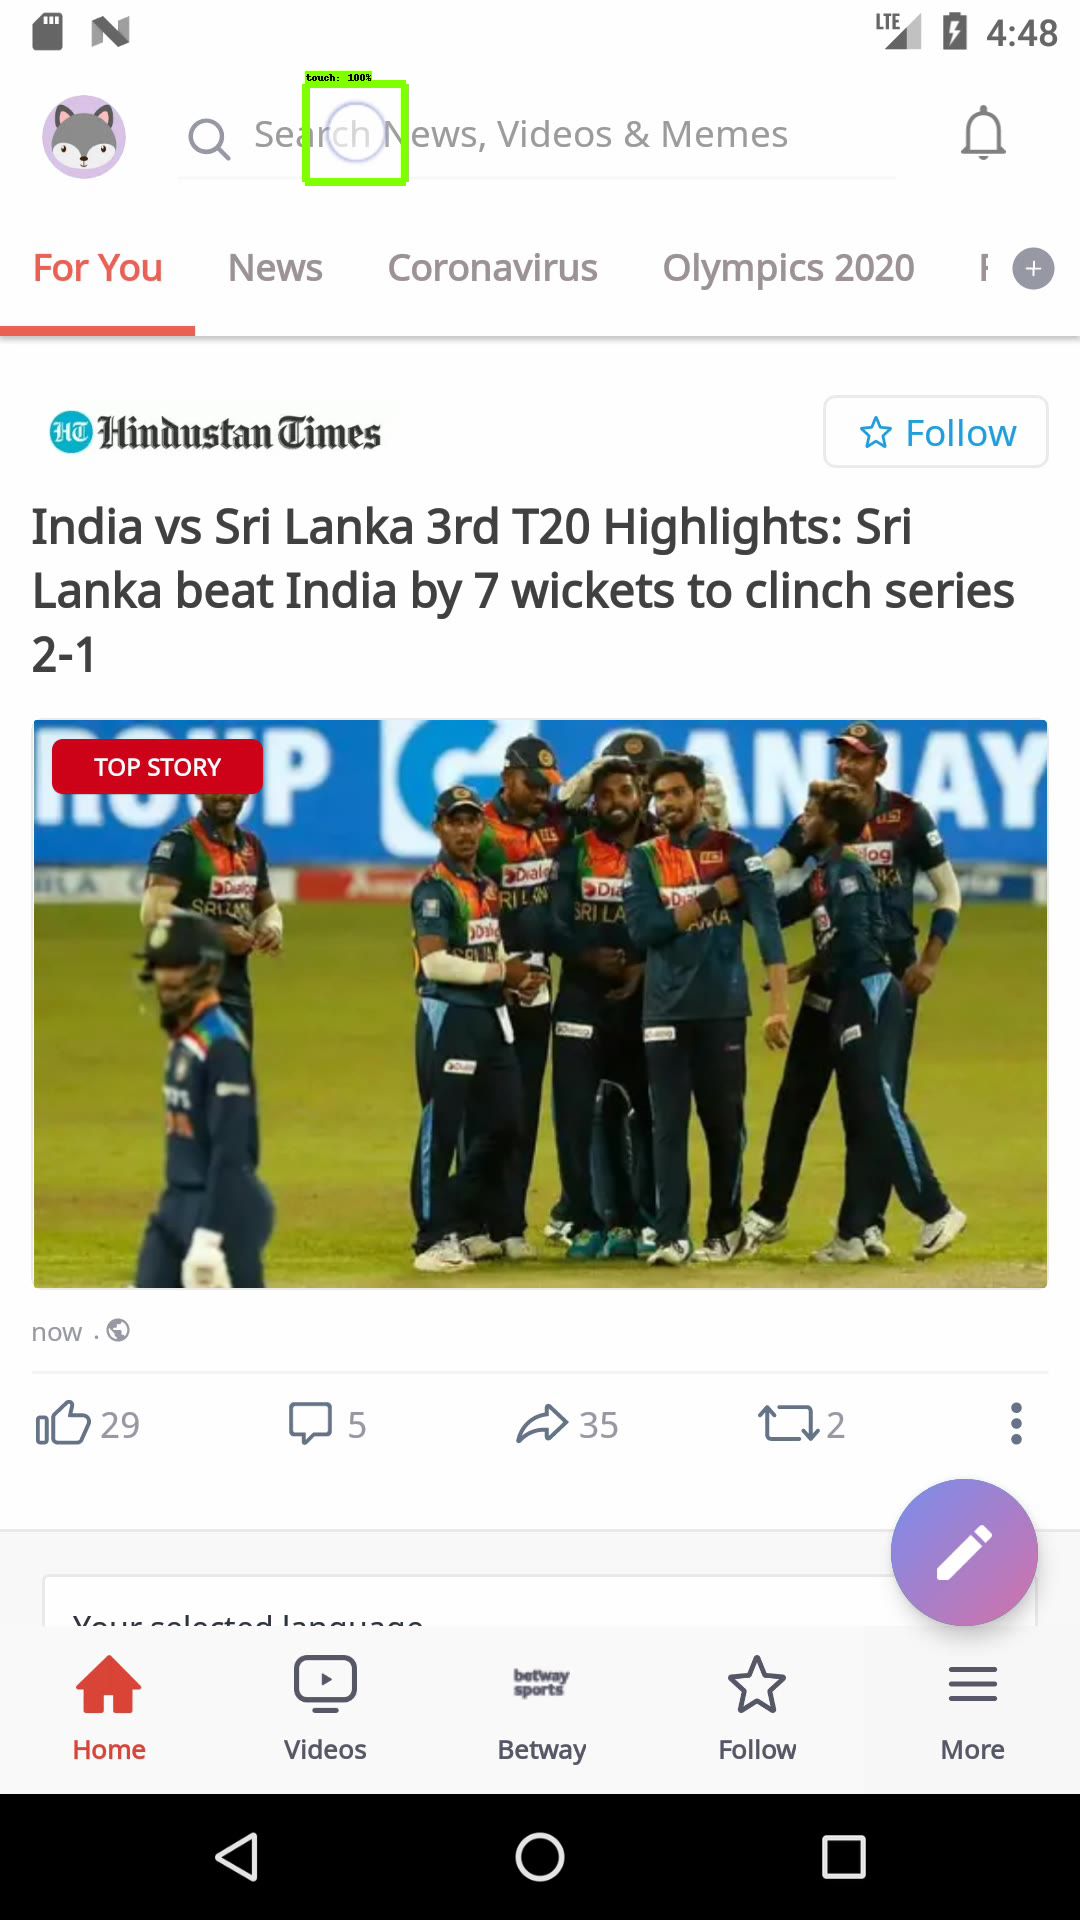 LTE 4:48
touch: 100%
Search News, Videos & Memes
For You News Coronavirus Olympics 2020
HT Hindustan Times
Follow
India vs Sri Lanka 3rd T20 Highlights: Sri
Lanka beat India by 7 wickets to clinch series
2-1
TOP STORY
now .
29 5 35 2
Your selected language
betway
sports
Home Videos Betway Follow More